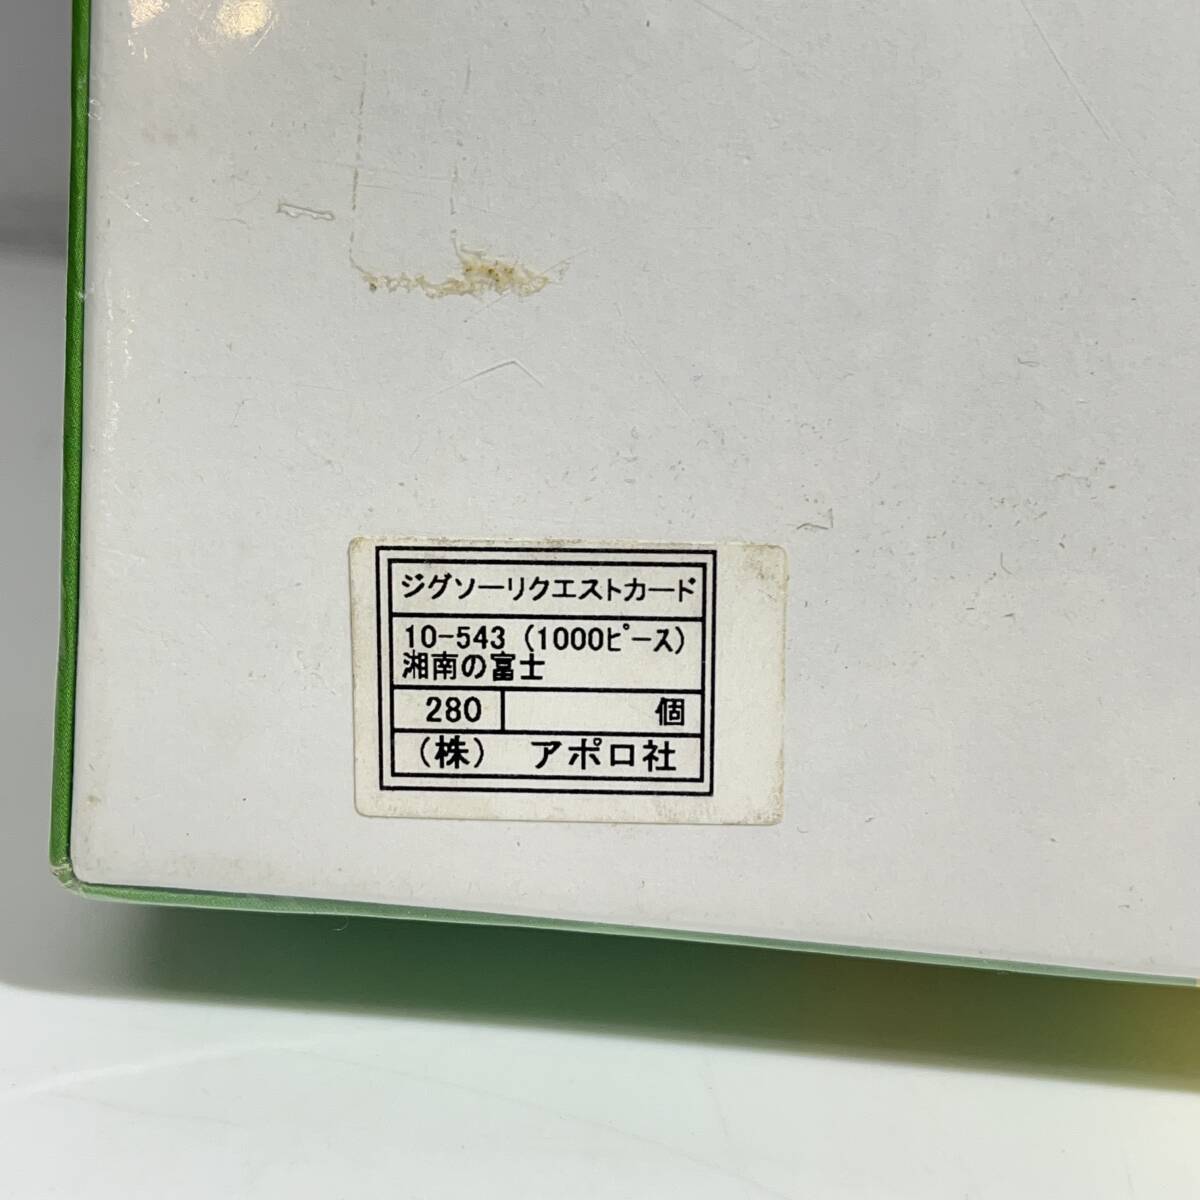 ジグソーリクエストカード
10-543 (1000ﾋﾟｰｽ)
湘南の富士
280 個
(株) アポロ社